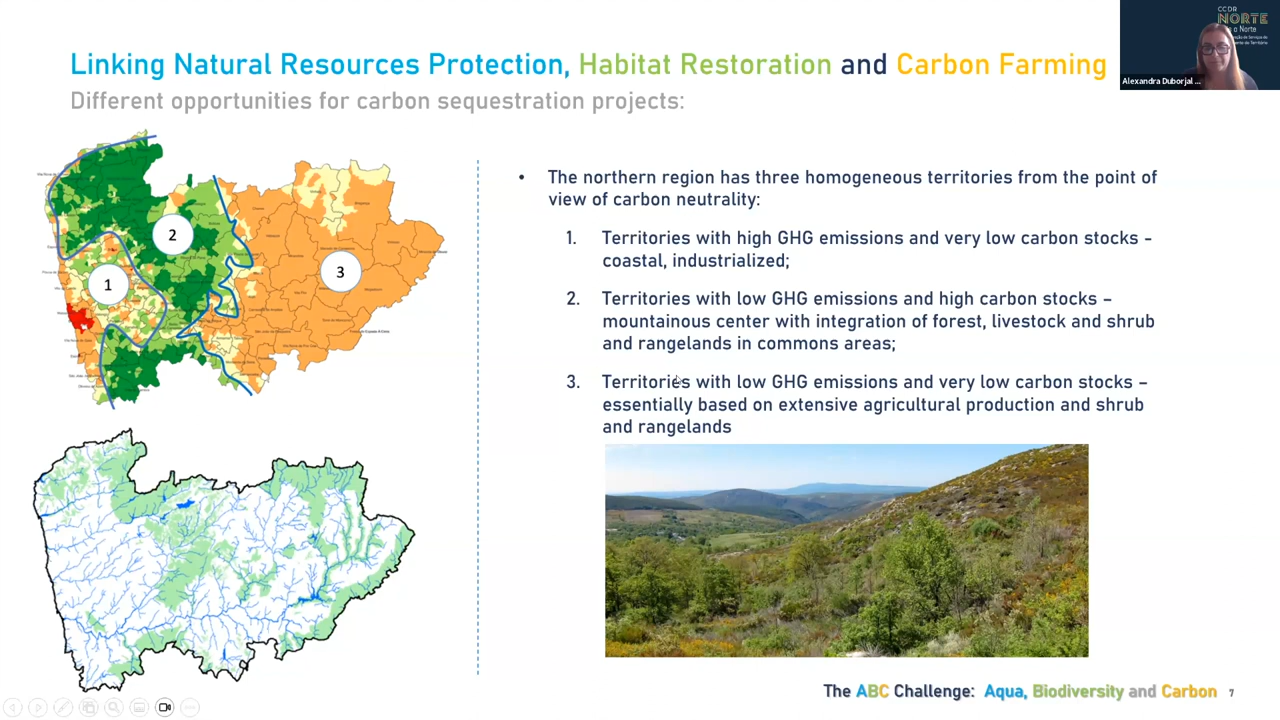 CCDR
NORTE
Linking Natural Resources Protection, Habitat Restoration and Carbon Farming
Alexandra Duborjal ...
Different opportunities for carbon sequestration projects:
1
2
3
• The northern region has three homogeneous territories from the point of
view of carbon neutrality:
1. Territories with high GHG emissions and very low carbon stocks -
coastal, industrialized;
2. Territories with low GHG emissions and high carbon stocks –
mountainous center with integration of forest, livestock and shrub
and rangelands in commons areas;
3. Territories with low GHG emissions and very low carbon stocks –
essentially based on extensive agricultural production and shrub
and rangelands
The ABC Challenge: Aqua, Biodiversity and Carbon
7